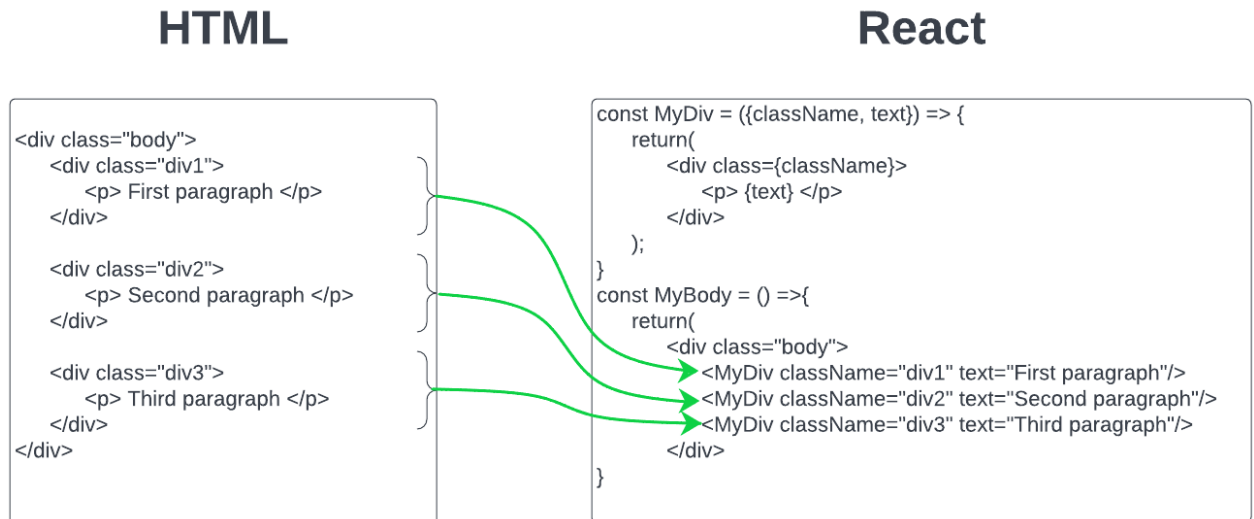 HTML
<div class="body">
<div class="div1">
<p> First paragraph </p>
</div>
<div class="div2">
<p> Second paragraph </p>
</div>
<div class="div3">
<p> Third paragraph </p>
</div>
</div>
React
const MyDiv = ({className, text}) => {
return(
<div class={className}>
<p> {text} </p>
</div>
);
}
const MyBody = () =>{
return(
<div class="body">
<MyDiv className="div1" text="First paragraph"/>
<MyDiv className="div2" text="Second paragraph"/>
<MyDiv className="div3" text="Third paragraph"/>
</div>
}